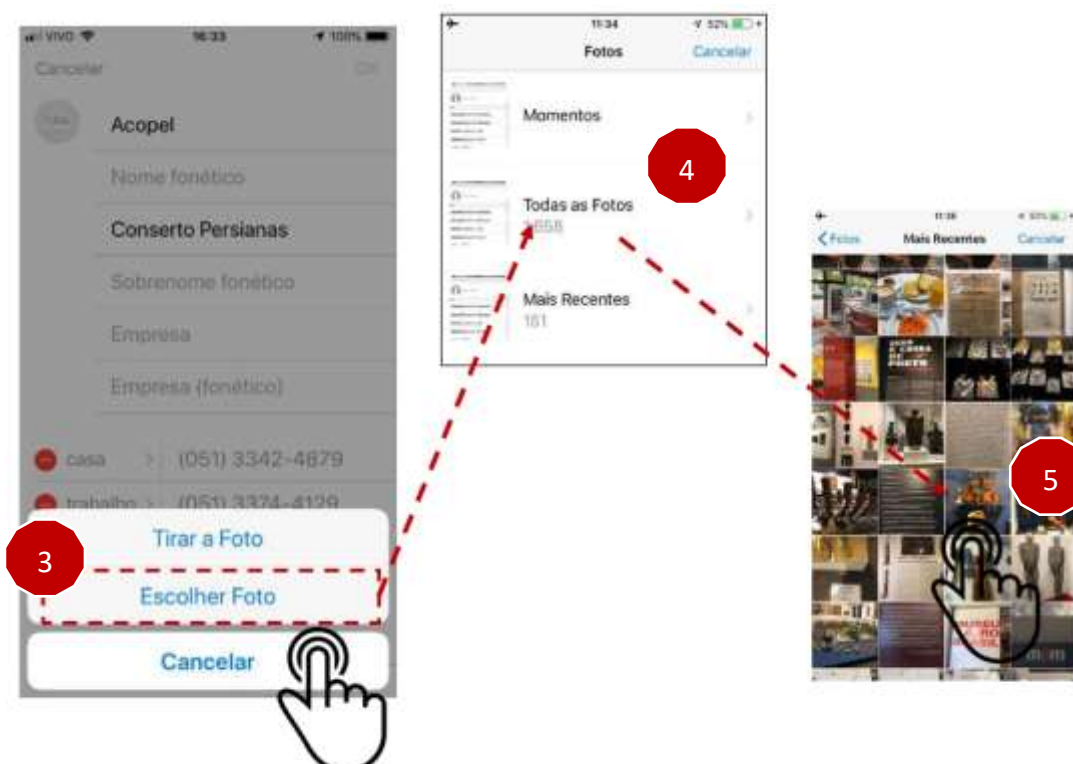 VIVO 16:33 100%
Cancelar OK
Acopel
Nome fonético
Conserto Persianas
Sobrenome fonético
Empresa
Empresa (fonético)
casa > (051) 3342-4879
trabalho > (051) 3374-4129
3
Tirar a Foto
Escolher Foto
Cancelar
11:34 52%
Fotos Cancelar
Momentos
4
Todas as Fotos
Mais Recentes
181
Fotos Mais Recentes Cancelar
5